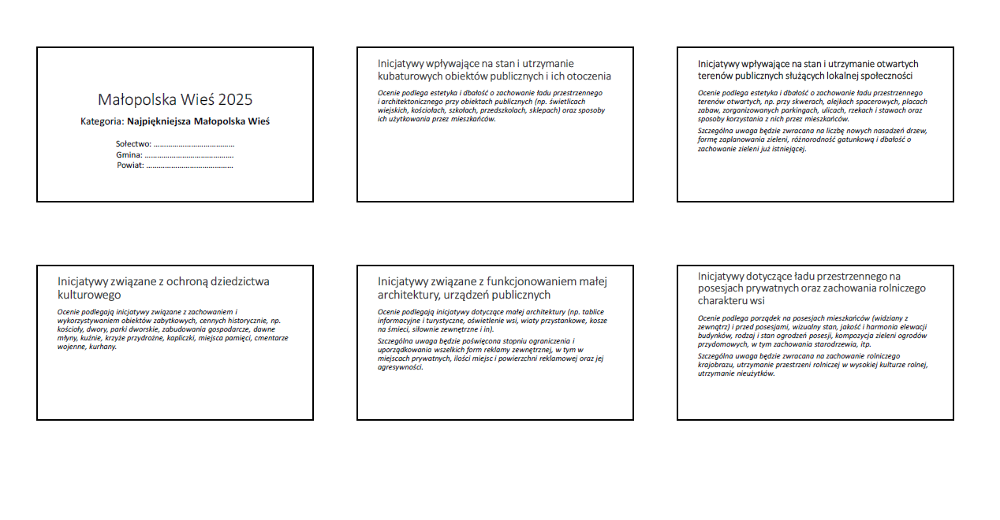 Małopolska Wieś 2025
Kategoria: Najpiękniejsza Małopolska Wieś
Sołectwo: …………………………………
Gmina: …………………………………….
Powiat: ……………………………………
Inicjatywy wpływające na stan i utrzymanie
kubaturowych obiektów publicznych i ich otoczenia
Ocenie podlega estetyka i dbałość o zachowanie ładu przestrzennego
i architektonicznego przy obiektach publicznych (np. świetlicach
wiejskich, kościołach, szkołach, przedszkolach, sklepach) oraz sposoby
ich użytkowania przez mieszkańców.
Inicjatywy wpływające na stan i utrzymanie otwartych
terenów publicznych służących lokalnej społeczności
Ocenie podlega estetyka i dbałość o zachowanie ładu przestrzennego
terenów otwartych, np. przy skwerach, alejkach spacerowych, placach
zabaw, zorganizowanych parkingach, ulicach, rzekach i stawach oraz
sposoby korzystania z nich przez mieszkańców.
Szczególna uwaga będzie zwracana na liczbę nowych nasadzeń drzew,
formę zaplanowania zieleni, różnorodność gatunkową i dbałość o
zachowanie zieleni już istniejącej.
Inicjatywy związane z ochroną dziedzictwa
kulturowego
Ocenie podlegają inicjatywy związane z zachowaniem i
wykorzystywaniem obiektów zabytkowych, cennych historycznie, np.
kościoły, dwory, parki dworskie, zabudowania gospodarcze, dawne
młyny, kuźnie, krzyże przydrożne, kapliczki, miejsca pamięci, cmentarze
wojenne, kurhany.
Inicjatywy związane z funkcjonowaniem małej
architektury, urządzeń publicznych
Ocenie podlegają inicjatywy dotyczące małej architektury (np. tablice
informacyjne i turystyczne, oświetlenie wsi, wiaty przystankowe, kosze
na śmieci, siłownie zewnętrzne i in).
Szczególna uwaga będzie poświęcona stopniu ograniczenia i
uporządkowania wszelkich form reklamy zewnętrznej, w tym w
miejscach prywatnych, ilości miejsc i powierzchni reklamowej oraz jej
agresywności.
Inicjatywy dotyczące ładu przestrzennego na
posesjach prywatnych oraz zachowania rolniczego
charakteru wsi
Ocenie podlega porządek na posesjach mieszkańców (widziany z
zewnątrz) i przed posesjami, wizualny stan, jakość i harmonia elewacji
budynków, rodzaj i stan ogrodzeń posesji, kompozycja zieleni ogrodów
przydomowych, w tym zachowania starodrzewia, itp.
Szczególna uwaga będzie zwracana na zachowanie rolniczego
krajobrazu, utrzymanie przestrzeni rolniczej w wysokiej kulturze rolnej,
utrzymanie nieużytków.